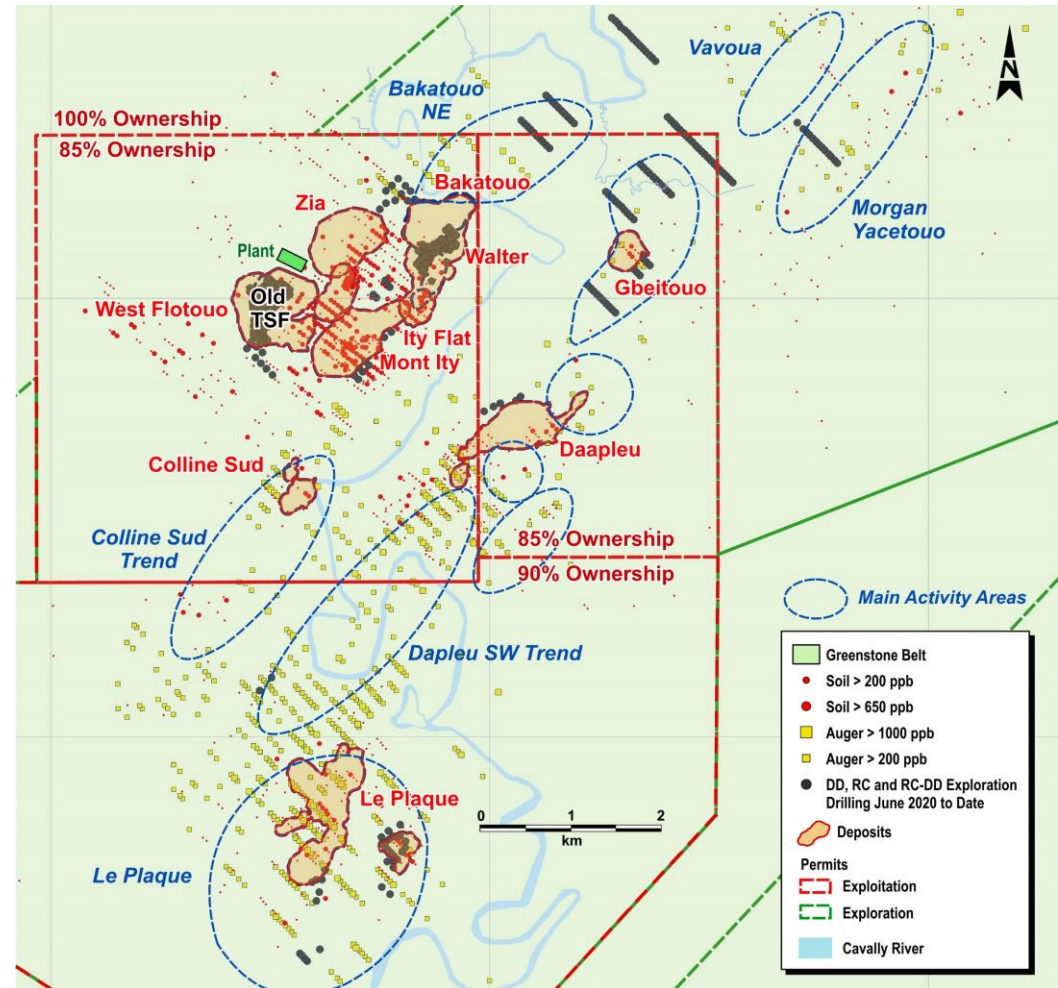 Vavoua
N
Bakatouo
NE
100% Ownership
85% Ownership
Bakatouo
Zia
Morgan
Yacetouo
Plant
Walter
Gbeitouo
Old
TSF
West Flotouo
Ity Flat
Mont Ity
Daapleu
Colline Sud
Colline Sud
Trend
85% Ownership
90% Ownership
Main Activity Areas
Dapleu SW Trend
Greenstone Belt
Soil > 200 ppb
Soil > 650 ppb
Auger > 1000 ppb
Auger > 200 ppb
DD, RC and RC-DD Exploration
Drilling June 2020 to Date
Deposits
Permits
Exploitation
Exploration
Cavally River
Le Plaque
0 1 2
km
Le Plaque